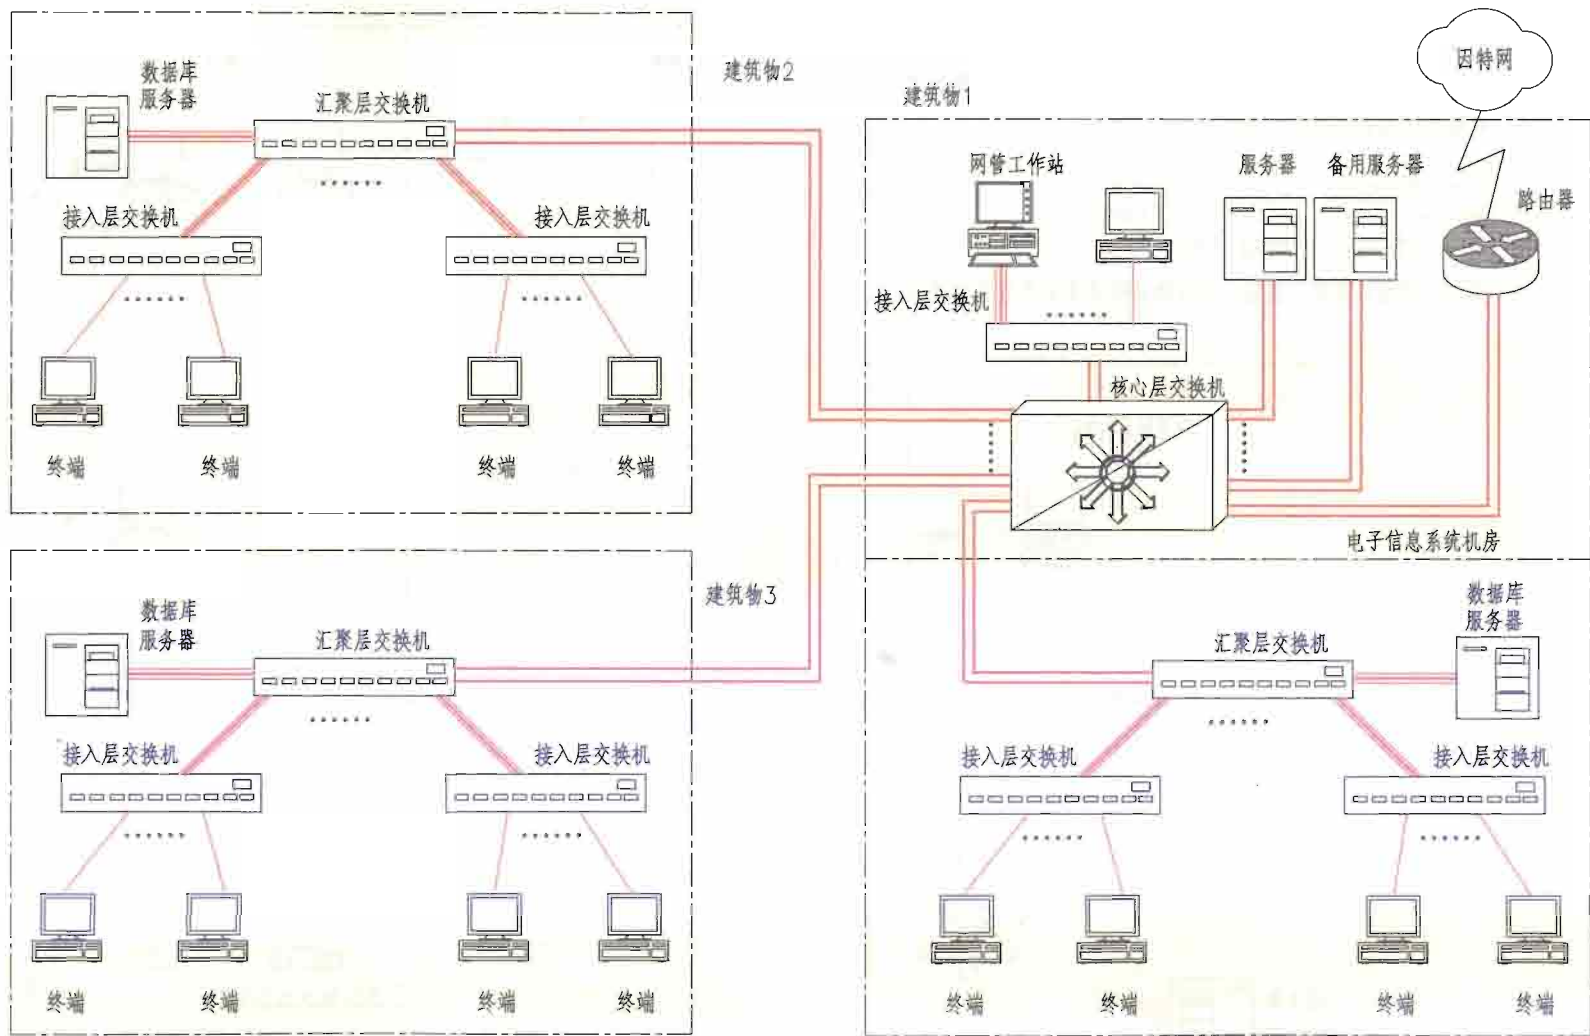 建筑物2
数据库
服务器
汇聚层交换机
接入层交换机
接入层交换机
终端
终端
终端
终端
建筑物1
因特网
网管工作站
服务器
备用服务器
路由器
接入层交换机
核心层交换机
电子信息系统机房
建筑物3
数据库
服务器
汇聚层交换机
接入层交换机
接入层交换机
终端
终端
终端
终端
数据库
服务器
汇聚层交换机
接入层交换机
接入层交换机
终端
终端
终端
终端